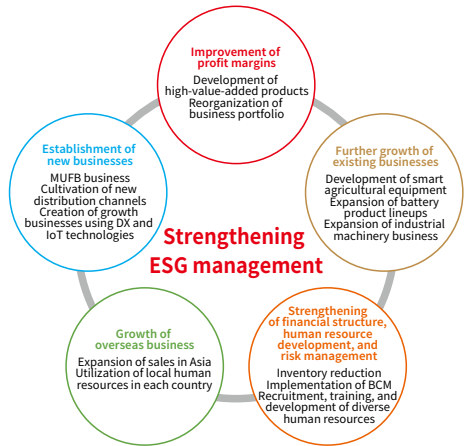 Improvement of
profit margins
Development of
high-value-added products
Reorganization of
business portfolio
Establishment of
new businesses
MUFB business
Cultivation of new
distribution channels
Creation of growth
businesses using DX and
IoT technologies
Further growth of
existing businesses
Development of smart
agricultural equipment
Expansion of battery
product lineups
Expansion of industrial
machinery business
Strengthening
ESG management
Growth of
overseas business
Expansion of sales in Asia
Utilization of local human
resources in each country
Strengthening
of financial structure,
human resource
development, and
risk management
Inventory reduction
Implementation of BCM
Recruitment, training, and
development of diverse
human resources